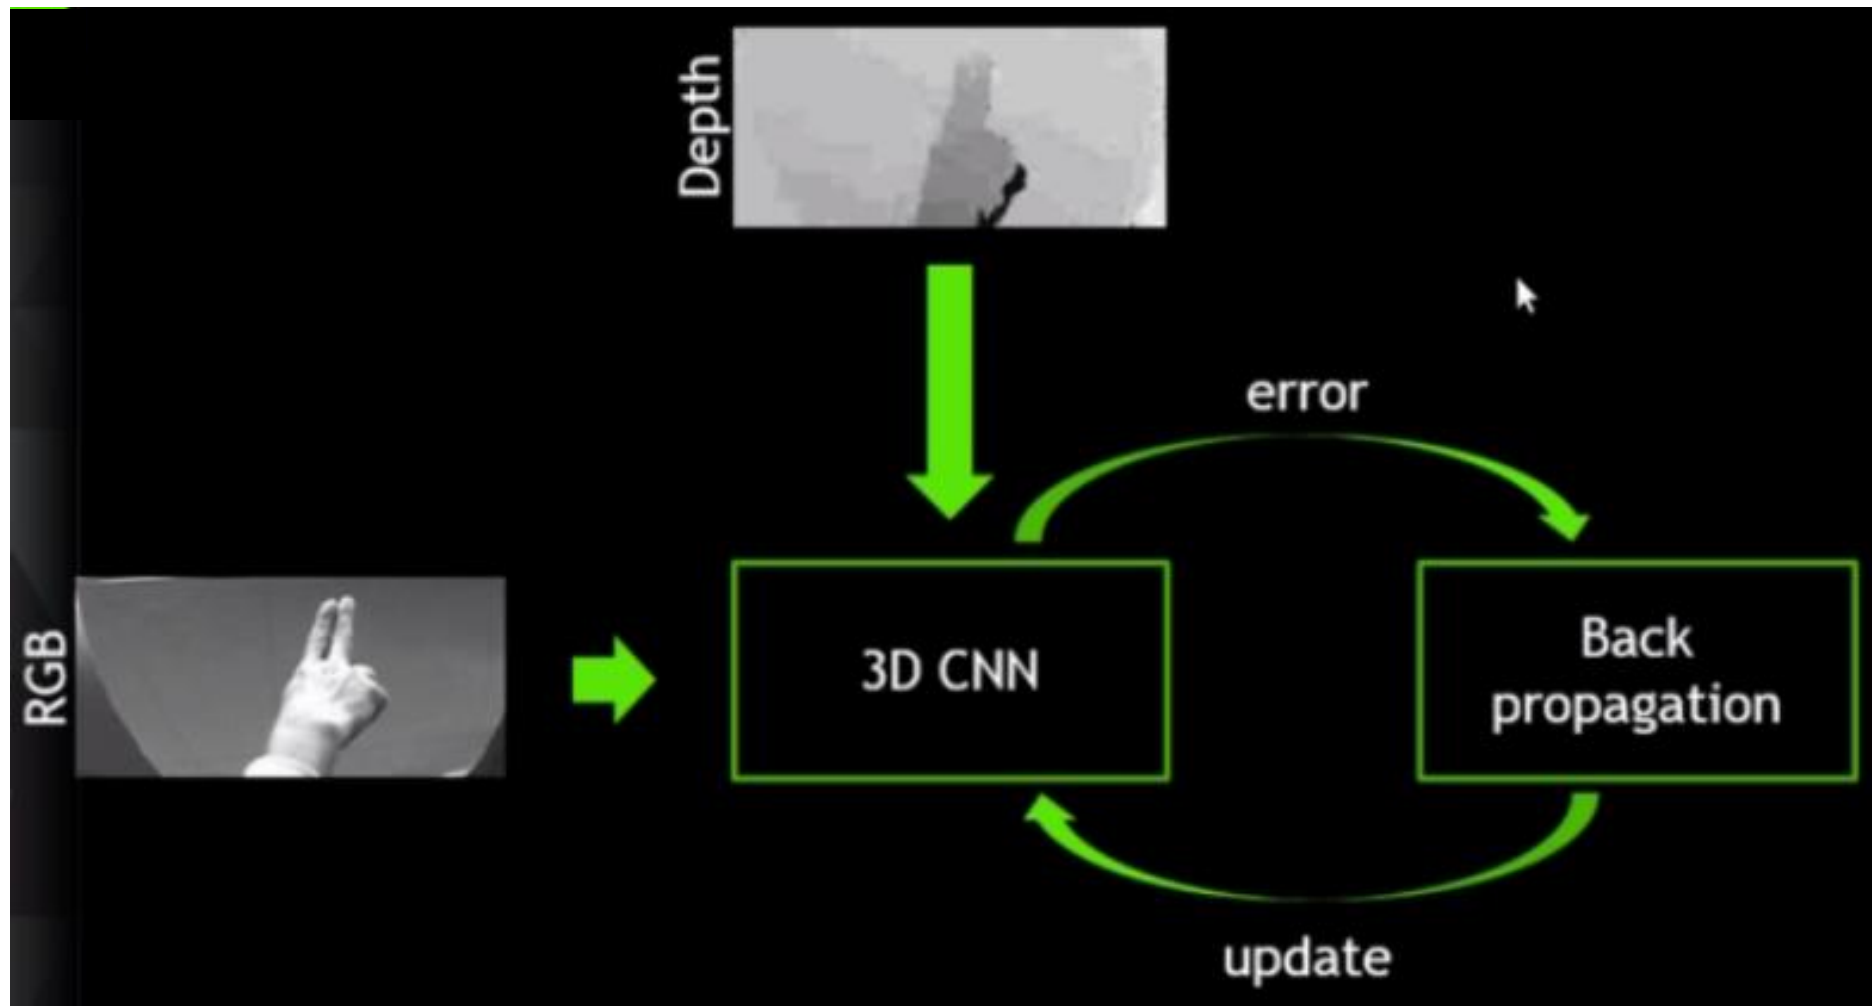 Depth
error
RGB
3D CNN
Back
propagation
update